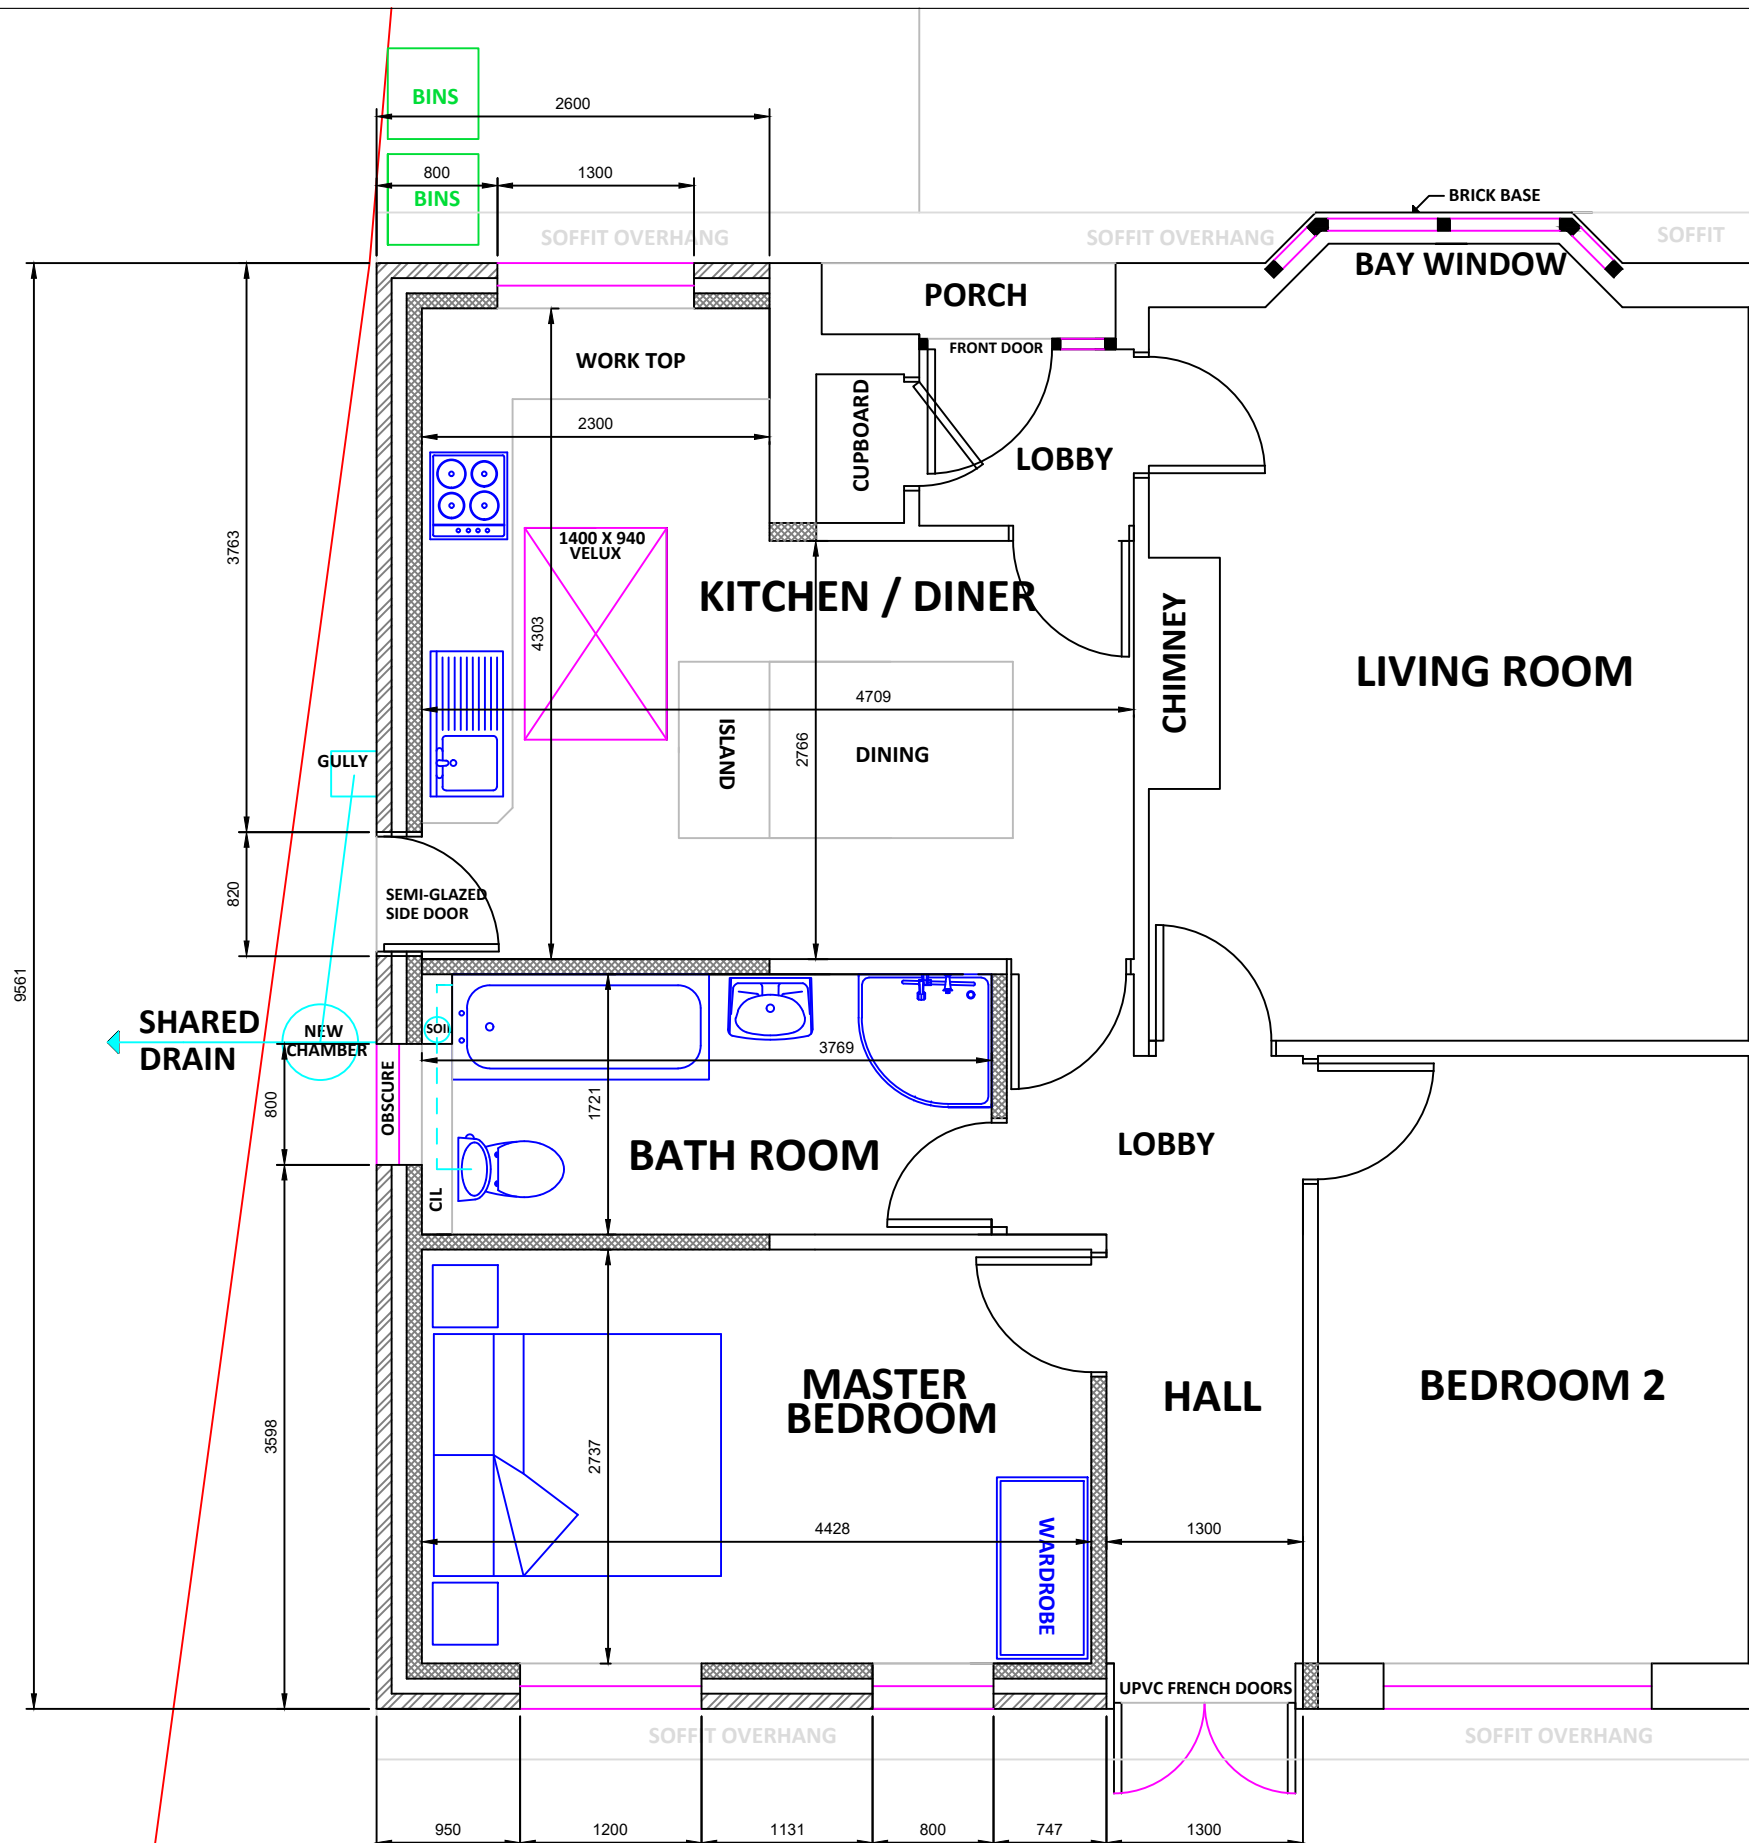 BINS
2600
800
1300
BINS
BRICK BASE
SOFFIT OVERHANG
SOFFIT OVERHANG
SOFFIT
BAY WINDOW
PORCH
FRONT DOOR
WORK TOP
CUPBOARD
2300
LOBBY
1400 X 940
VELUX
3763
KITCHEN / DINER
4303
CHIMNEY
LIVING ROOM
4709
ISLAND
2766
DINING
GULLY
SEMI-GLAZED
SIDE DOOR
820
9561
SHARED
DRAIN
NEW
CHAMBER
SOIL
3769
OBSCURE
800
1721
BATH ROOM
LOBBY
CIL
MASTER
BEDROOM
HALL
BEDROOM 2
3598
2737
4428
1300
WARDROBE
UPVC FRENCH DOORS
SOFFIT OVERHANG
SOFFIT OVERHANG
950
1200
1131
800
747
1300